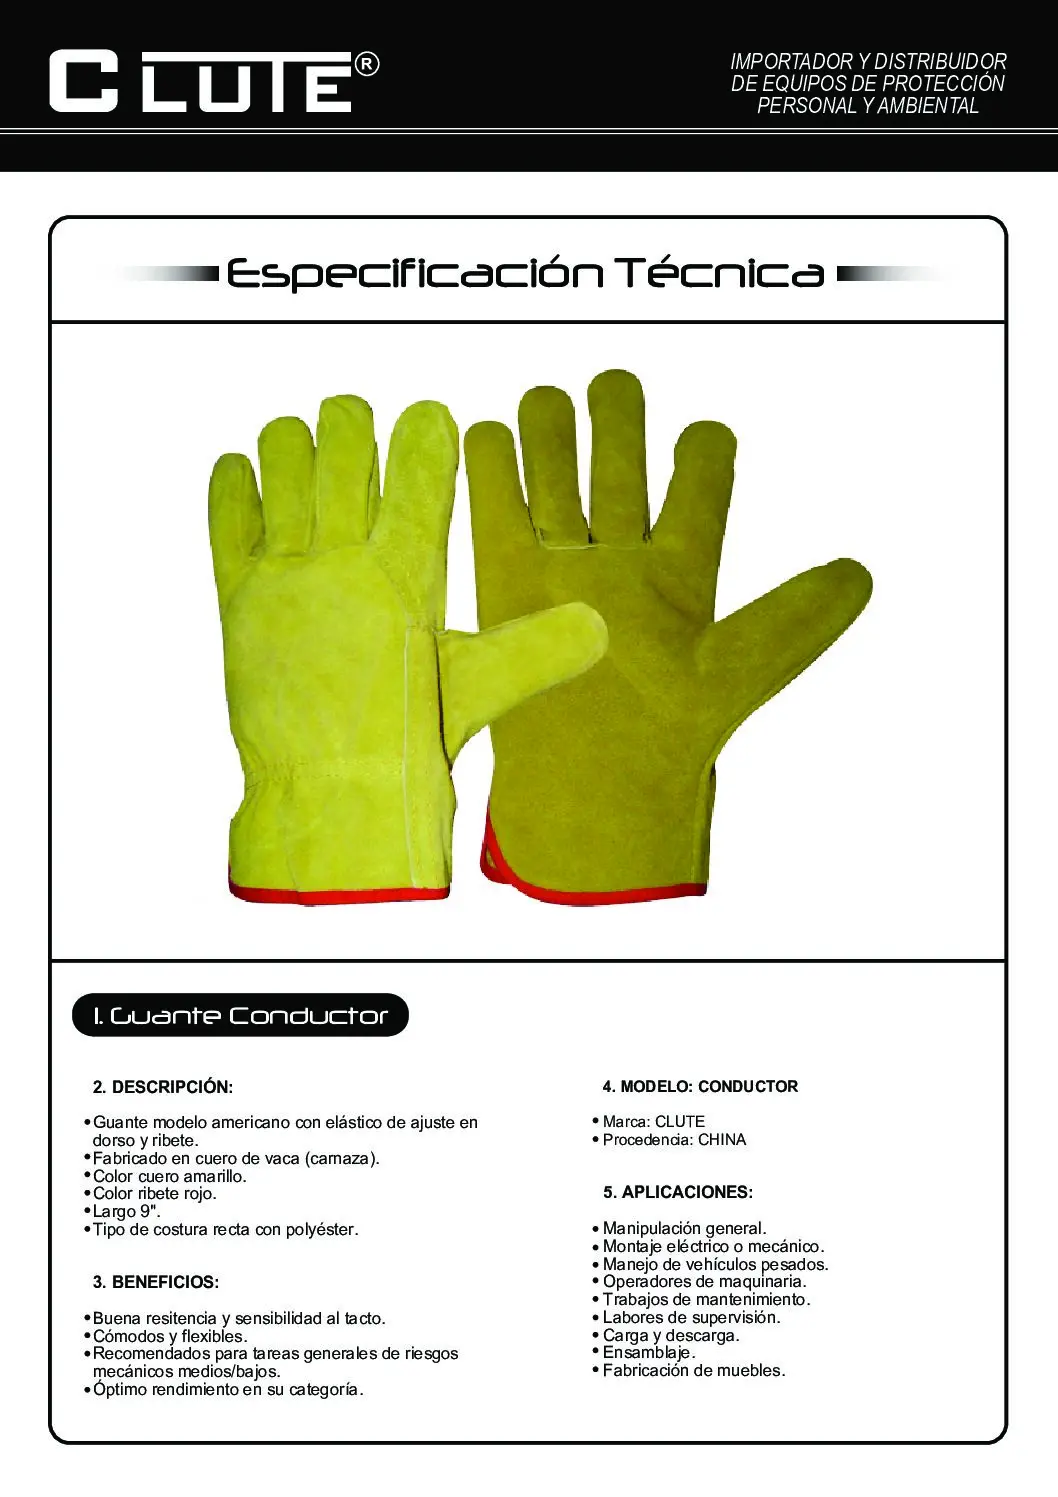 CLUTE®
IMPORTADOR Y DISTRIBUIDOR
DE EQUIPOS DE PROTECCIÓN
PERSONAL Y AMBIENTAL
Especificación Técnica
1. Guante Conductor
2. DESCRIPCIÓN:
•Guante modelo americano con elástico de ajuste en
dorso y ribete.
•Fabricado en cuero de vaca (carnaza).
•Color cuero amarillo.
•Color ribete rojo.
•Largo 9".
•Tipo de costura recta con polyéster.
3. BENEFICIOS:
•Buena resitencia y sensibilidad al tacto.
•Cómodos y flexibles.
•Recomendados para tareas generales de riesgos
mecánicos medios/bajos.
•Óptimo rendimiento en su categoría.
4. MODELO: CONDUCTOR
•Marca: CLUTE
•Procedencia: CHINA
5. APLICACIONES:
•Manipulación general.
•Montaje eléctrico o mecánico.
•Manejo de vehículos pesados.
•Operadores de maquinaria.
•Trabajos de mantenimiento.
•Labores de supervisión.
•Carga y descarga.
•Ensamblaje.
•Fabricación de muebles.